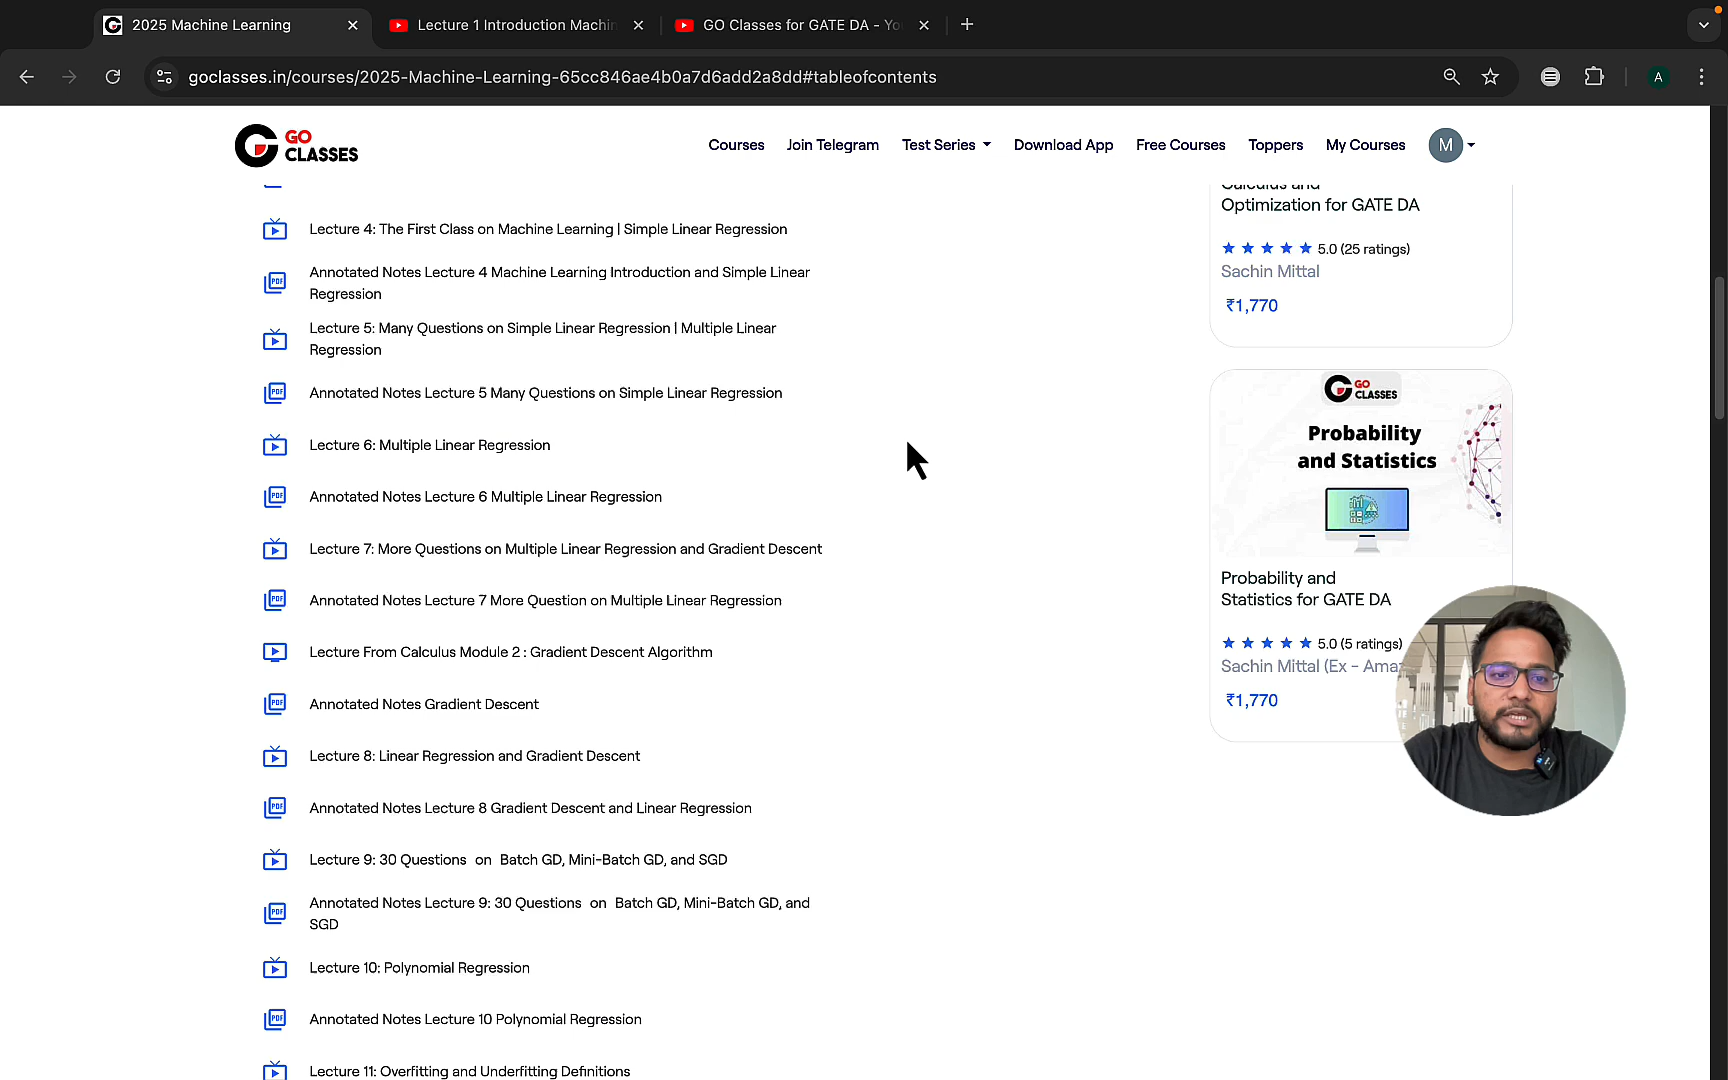 2025 Machine Learning
Lecture 1 Introduction Machin
GO Classes for GATE DA - Yo
goclasses.in/courses/2025-Machine-Learning-65cc846ae4b0a7d6add2a8dd#tableofcontents
A
GO
CLASSES
Courses
Join Telegram
Test Series
Download App
Free Courses
Toppers
My Courses
M
Lecture 4: The First Class on Machine Learning | Simple Linear Regression
Annotated Notes Lecture 4 Machine Learning Introduction and Simple Linear
Regression
Lecture 5: Many Questions on Simple Linear Regression | Multiple Linear
Regression
Annotated Notes Lecture 5 Many Questions on Simple Linear Regression
Lecture 6: Multiple Linear Regression
Annotated Notes Lecture 6 Multiple Linear Regression
Lecture 7: More Questions on Multiple Linear Regression and Gradient Descent
Annotated Notes Lecture 7 More Question on Multiple Linear Regression
Lecture From Calculus Module 2 : Gradient Descent Algorithm
Annotated Notes Gradient Descent
Lecture 8: Linear Regression and Gradient Descent
Annotated Notes Lecture 8 Gradient Descent and Linear Regression
Lecture 9: 30 Questions on Batch GD, Mini-Batch GD, and SGD
Annotated Notes Lecture 9: 30 Questions on Batch GD, Mini-Batch GD, and
SGD
Lecture 10: Polynomial Regression
Annotated Notes Lecture 10 Polynomial Regression
Lecture 11: Overfitting and Underfitting Definitions
Calculus and
Optimization for GATE DA
5.0 (25 ratings)
Sachin Mittal
₹1,770
GO
CLASSES
Probability
and Statistics
Probability and
Statistics for GATE DA
5.0 (5 ratings)
Sachin Mittal (Ex - Ama
₹1,770